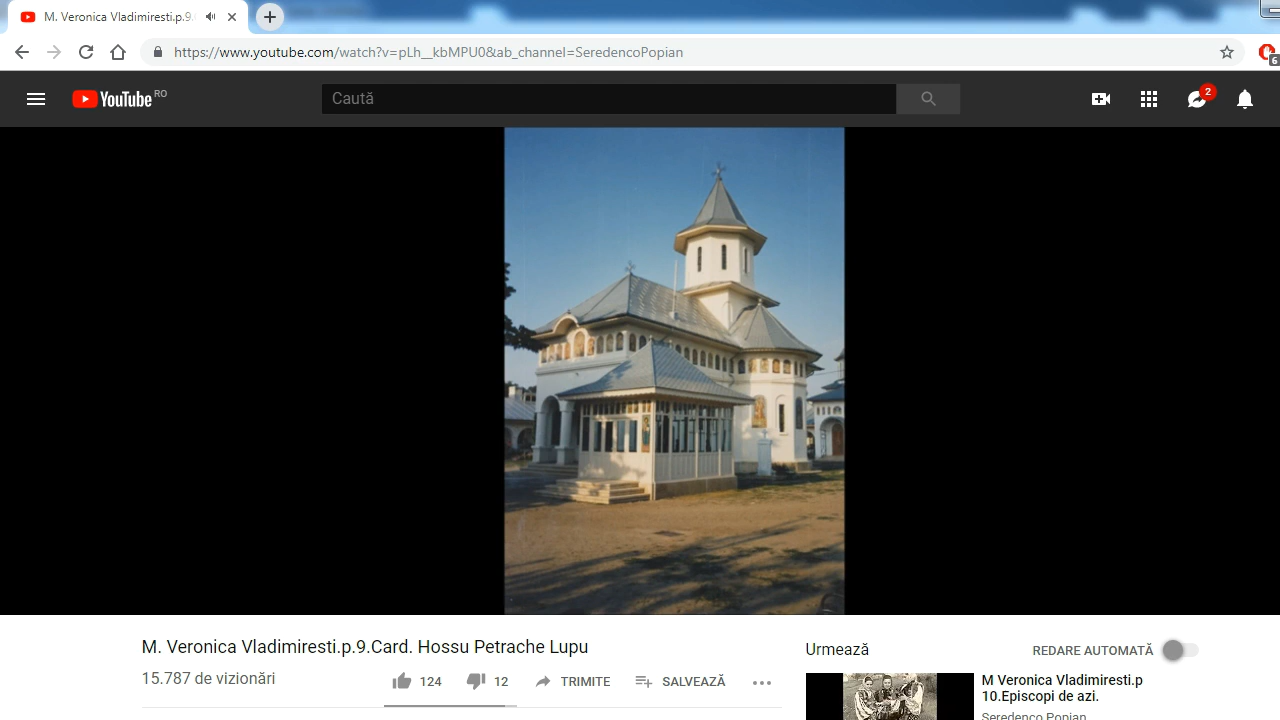 M. Veronica Vladimiresti.p.9.
https://www.youtube.com/watch?v=pLh__kbMPU0&ab_channel=SeredencoPopian
6
YouTube RO
Caută
2
M. Veronica Vladimiresti.p.9.Card. Hossu Petrache Lupu
15.787 de vizionări
124
12
TRIMITE
SALVEAZĂ
Urmează
REDARE AUTOMATĂ
M Veronica Vladimiresti.p
10.Episcopi de azi.
Seredenco Popian